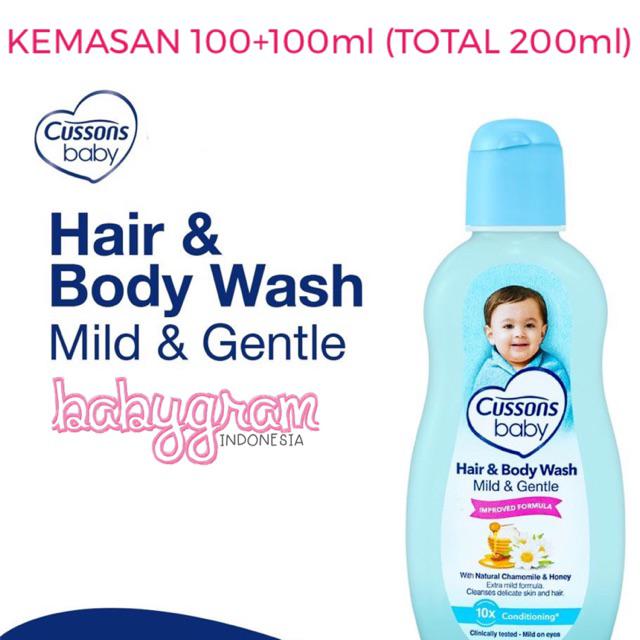 KEMASAN 100+100ml (TOTAL 200ml)
Cussons
baby
Hair &
Body Wash
Mild & Gentle
babygram
INDONESIA
Cussons
baby
Hair & Body Wash
Mild & Gentle
IMPROVED FORMULA
With Natural Chamomile & Honey
Extra mild formula.
Cleanses delicate skin and hair.
10x Conditioning*
Clinically tested - Mild on eyes